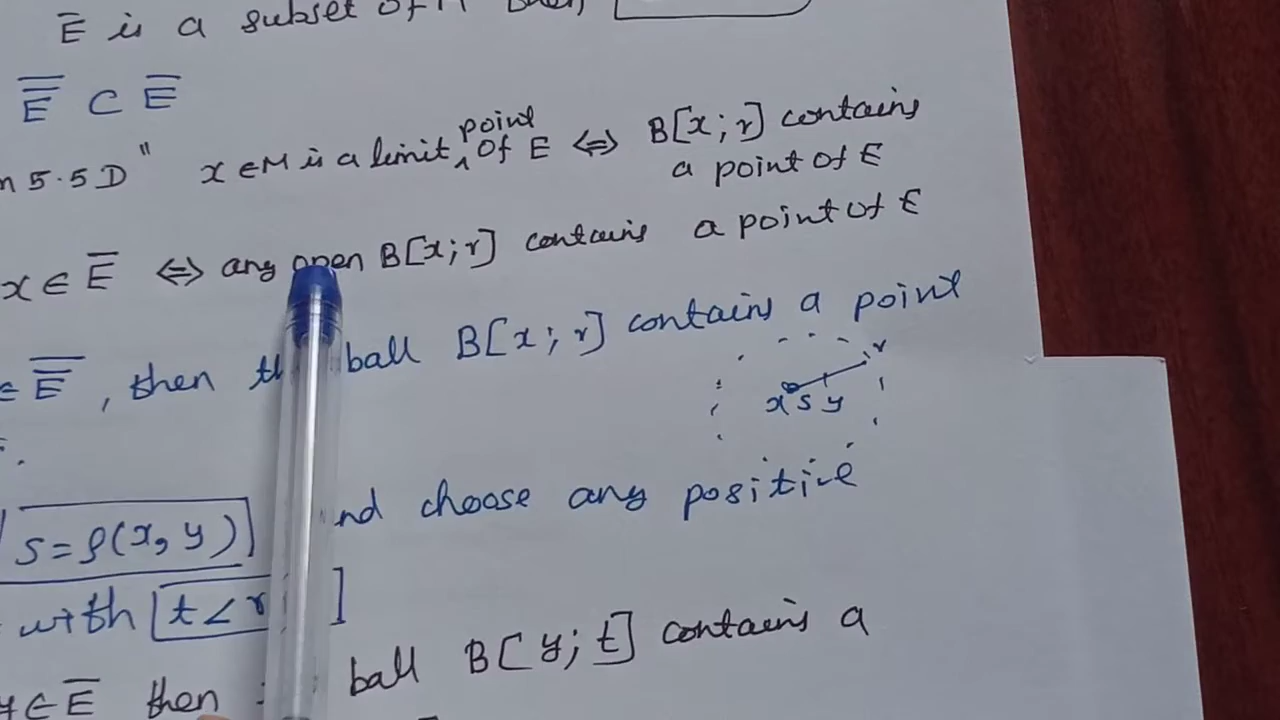 E̅ is a subset of M then,
E̿ ⊂ E̅
5.5D" x ∈ M is a limit point of E ⇔ B[x; r] contains
a point of E
x ∈ E̅ ⇔ any open B[x; r] contains a point of E
∈ E̿, then ball B[x; r] contains a point
x s y r
s = ρ(x, y) choose any positive
with t < r
y ∈ E̅ then ball B[y; t] contains a